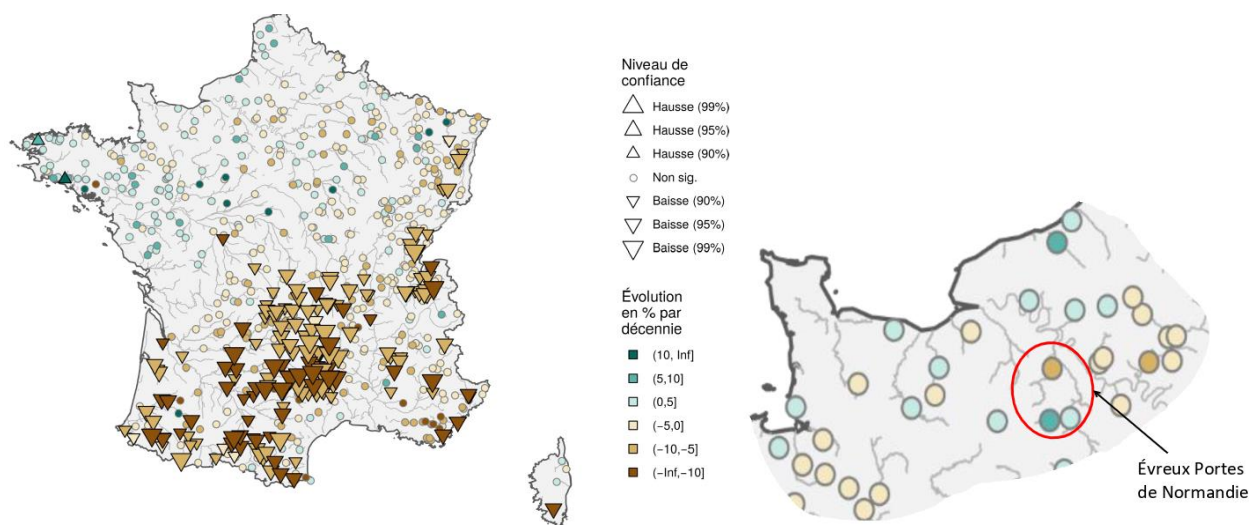 Niveau de
confiance
Hausse (99%)
Hausse (95%)
Hausse (90%)
Non sig.
Baisse (90%)
Baisse (95%)
Baisse (99%)
Évolution
en % par
décennie
(10, Inf]
(5,10]
(0,5]
(−5,0]
(−10,−5]
(−Inf,−10]
Évreux Portes
de Normandie